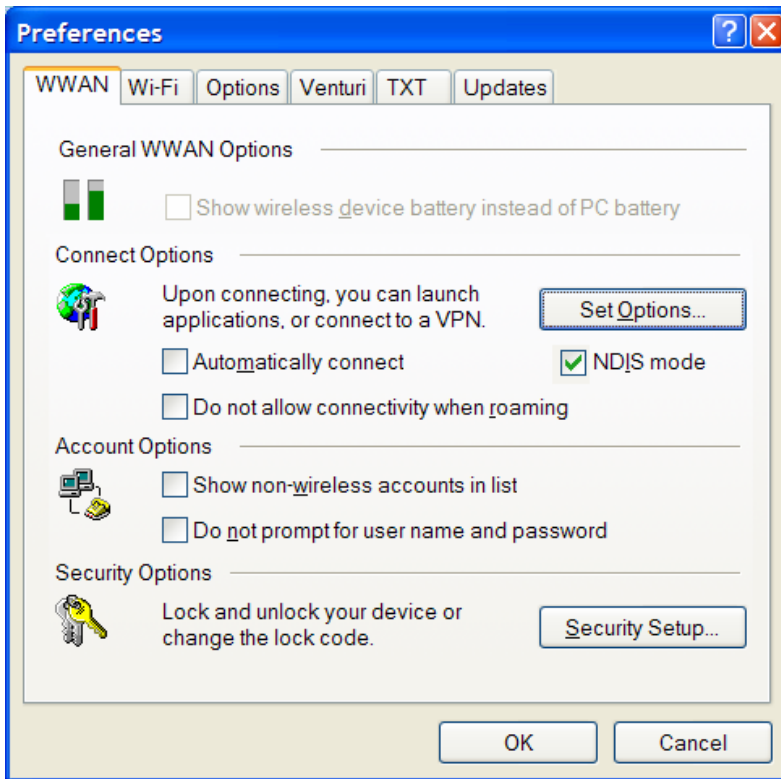 Preferences
WWAN Wi-Fi Options Venturi TXT Updates
General WWAN Options
Show wireless device battery instead of PC battery
Connect Options
Upon connecting, you can launch
applications, or connect to a VPN.
Set Options...
Automatically connect
NDIS mode
Do not allow connectivity when roaming
Account Options
Show non-wireless accounts in list
Do not prompt for user name and password
Security Options
Lock and unlock your device or
change the lock code.
Security Setup...
OK Cancel